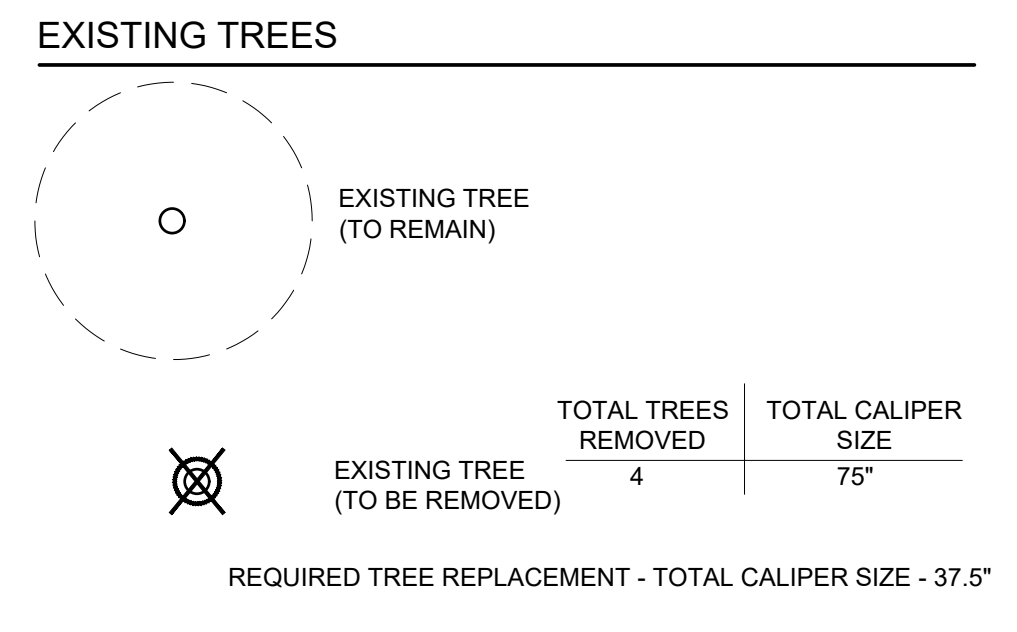 EXISTING TREES
EXISTING TREE
(TO REMAIN)
TOTAL TREES
REMOVED
TOTAL CALIPER
SIZE
EXISTING TREE
(TO BE REMOVED)
4
75"
REQUIRED TREE REPLACEMENT - TOTAL CALIPER SIZE - 37.5"